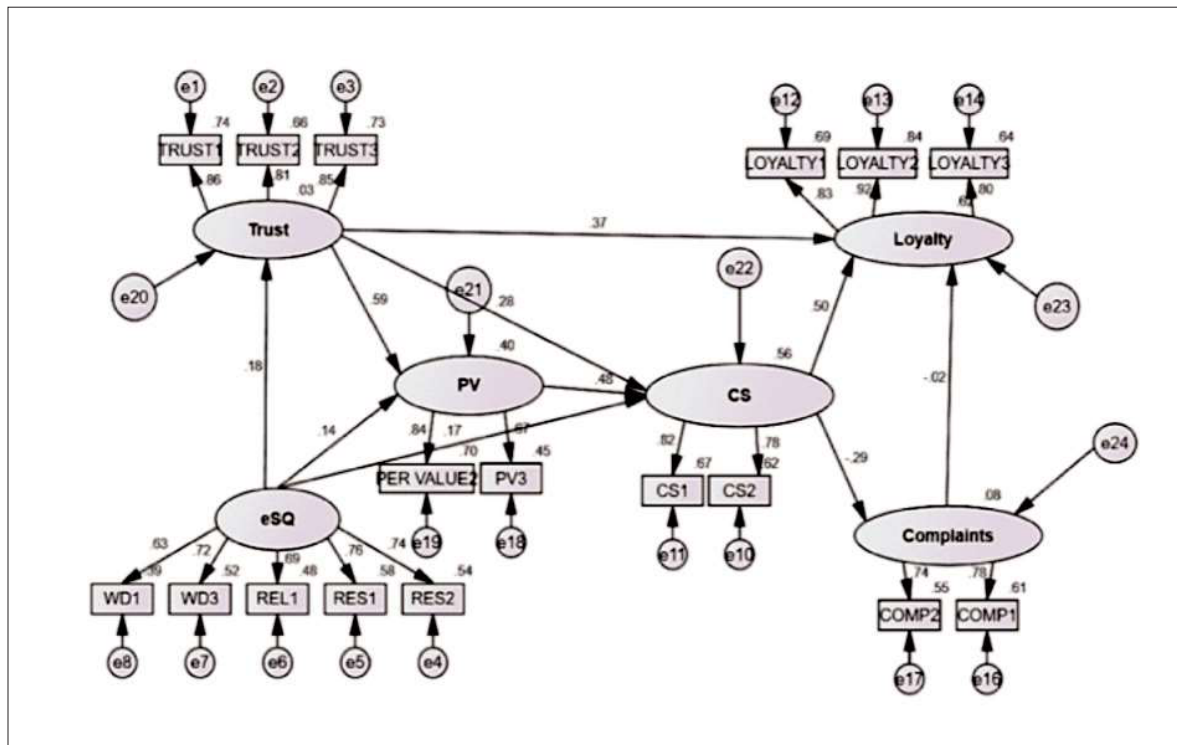 e1 e2 e3
.74 .66 .73
TRUST1 TRUST2 TRUST3
.86 .81 .85
.03
Trust
e20
e12 e13 e14
.69 .84 .64
LOYALTY1 LOYALTY2 LOYALTY3
.83 .92 .80
Loyalty
e23
.37
e21
e22
.59
.28
.18
.40
PV
.48
.14
.17
.84
.67
.70 .45
PER VALUE2 PV3
e19 e18
.56
CS
.50
-.02
-.29
.82 .78
.67 .62
CS1 CS2
e11 e10
e24
.08
Complaints
.74 .78
.55 .61
COMP2 COMP1
e17 e16
eSQ
.63 .72 .69 .76 .74
.39 .52 .48 .58 .54
WD1 WD3 REL1 RES1 RES2
e8 e7 e6 e5 e4